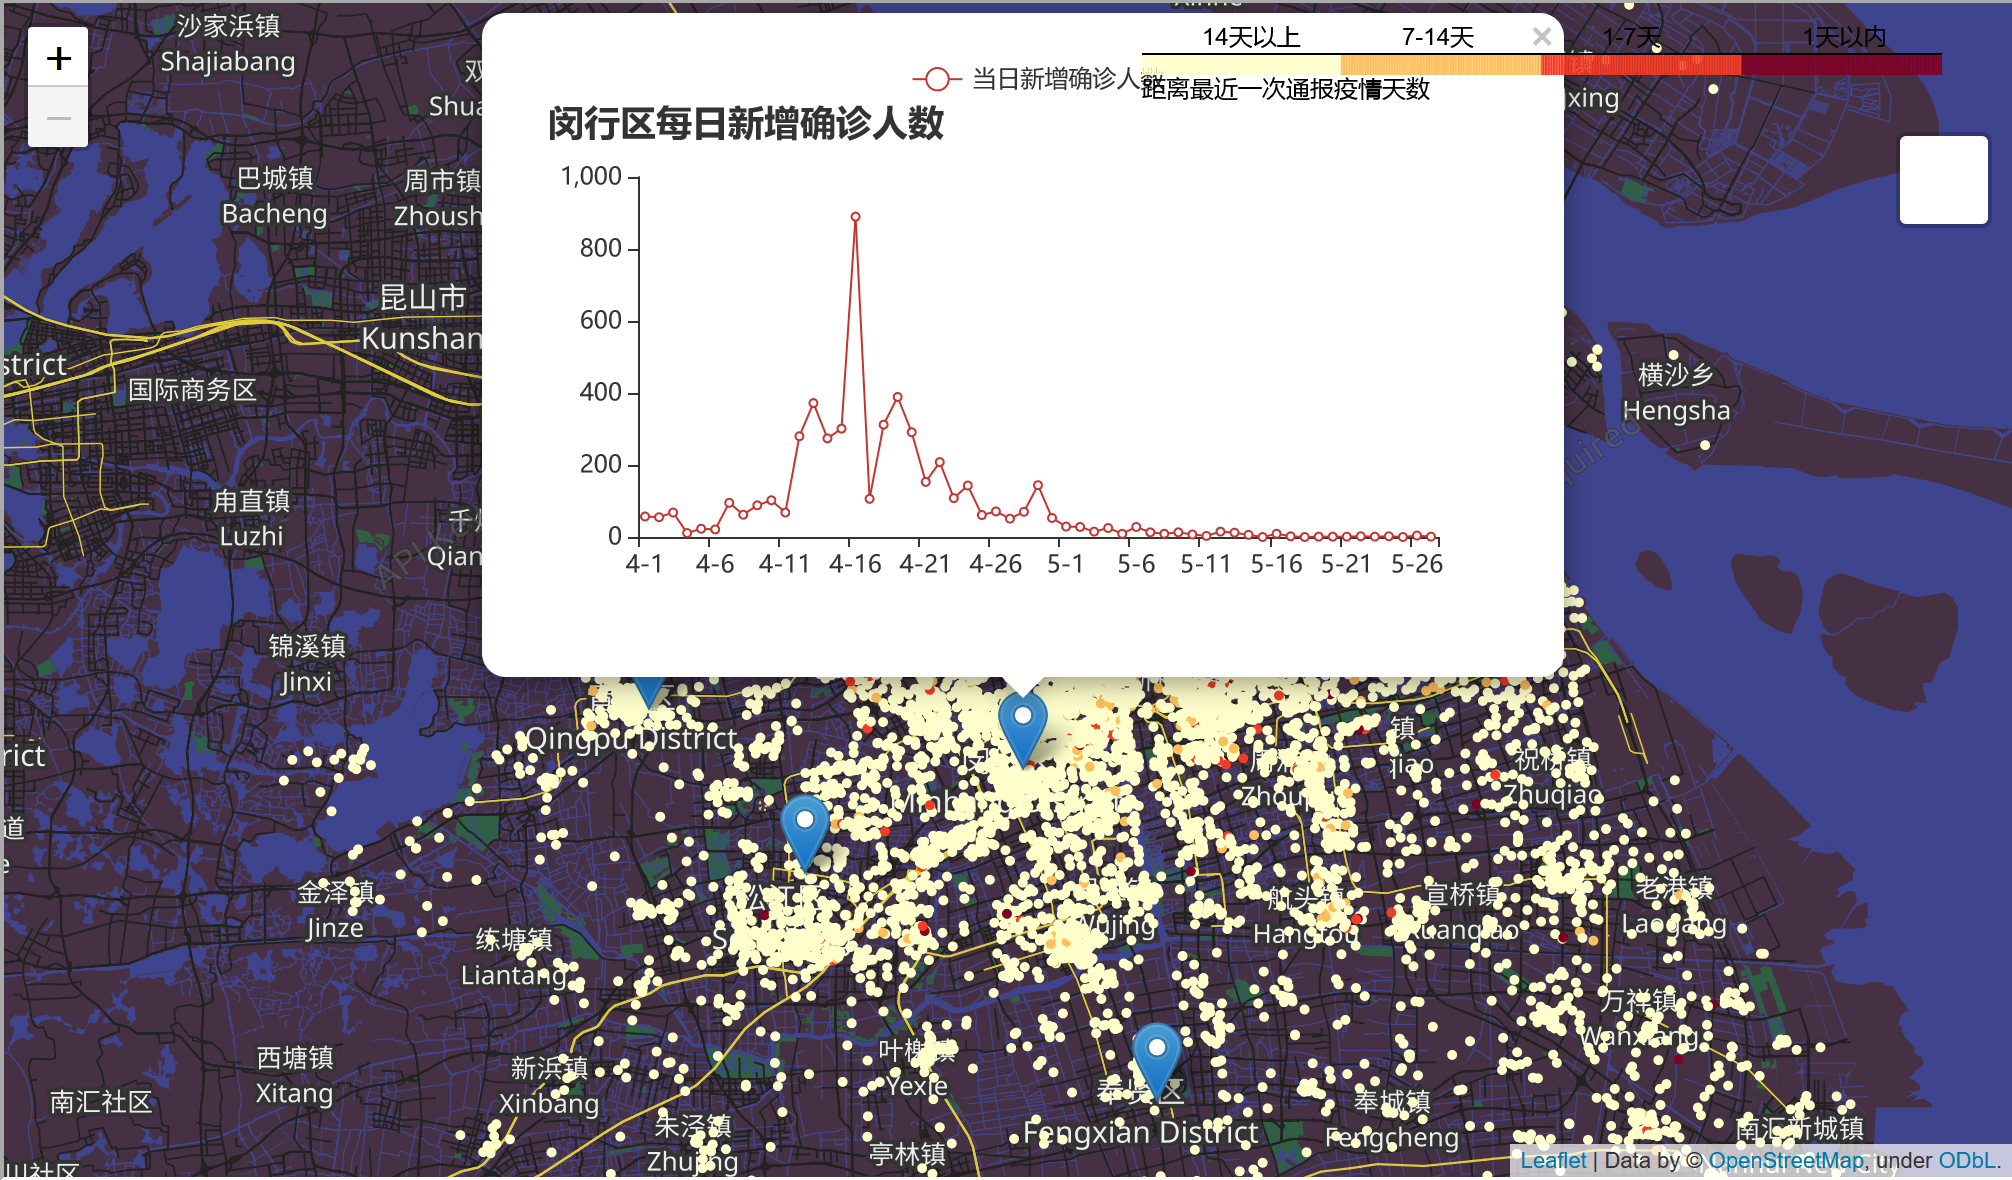 沙家浜镇
Shajiabang
14天以上
7-14天
×
1-7天
1天以内
当日新增确诊人
距离最近一次通报疫情天数
闵行区每日新增确诊人数
+
−
巴城镇
Bacheng
周市镇
昆山市
Kunshan
国际商务区
甪直镇
Luzhi
锦溪镇
Jinxi
1,000
800
600
400
200
0
4-1
4-6
4-11
4-16
4-21
4-26
5-1
5-6
5-11
5-16
5-21
5-26
横沙乡
Hengsha
Qingpu District
祝桥镇
Zhuqiao
金泽镇
Jinze
练塘镇
Liantang
航头镇
Hangtou
宣桥镇
Xuanqiao
老港镇
Laogang
万祥镇
Wanxiang
西塘镇
Xitang
南汇社区
新浜镇
Xinbang
叶榭镇
Yexie
朱泾镇
Zhujing
亭林镇
奉贤区
Fengxian District
奉城镇
Fengcheng
南汇新城镇
Leaflet | Data by © OpenStreetMap, under ODbL.